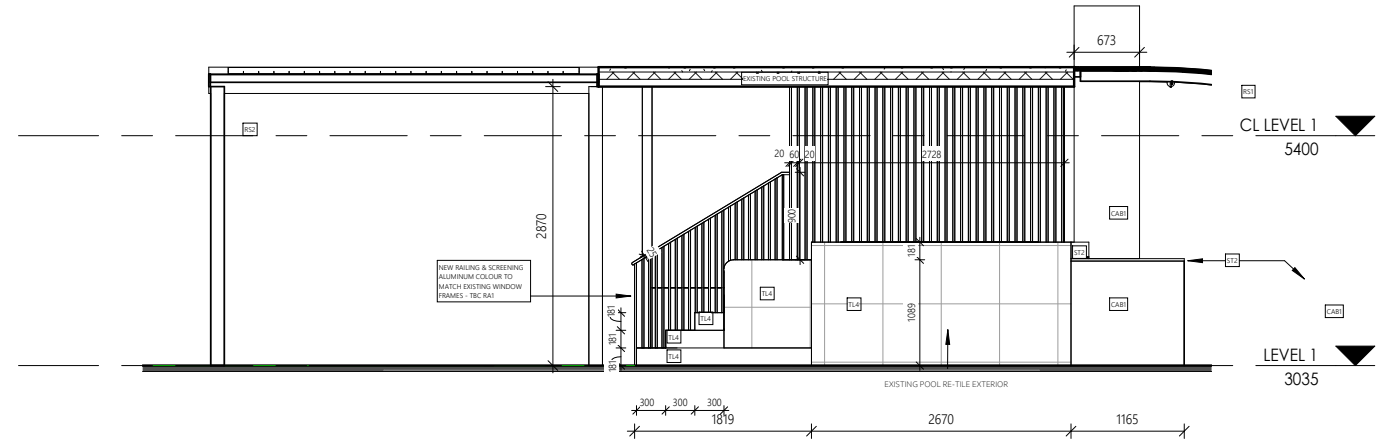 673
EXISTING POOL STRUCTURE
RS1
CL LEVEL 1
5400
RS2
20 60 20
2728
900
2870
25
CAB1
181
ST2
ST2
NEW RAILING & SCREENING
ALUMINUM COLOUR TO
MATCH EXISTING WINDOW
FRAMES - TBC RA1
TL4
TL4
1089
CAB1
CAB1
181
TL4
181
TL4
181
TL4
LEVEL 1
3035
EXISTING POOL RE-TILE EXTERIOR
300
300
300
1819
2670
1165